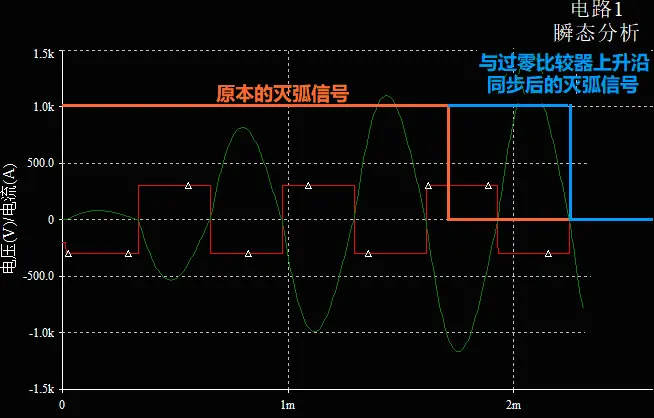 电路1
瞬态分析
1.5k
与过零比较器上升沿
同步后的灭弧信号
原本的灭弧信号
1.0k
500.0
0
-500.0
-1.0k
-1.5k
电压(V)/电流(A)
0
1m
2m